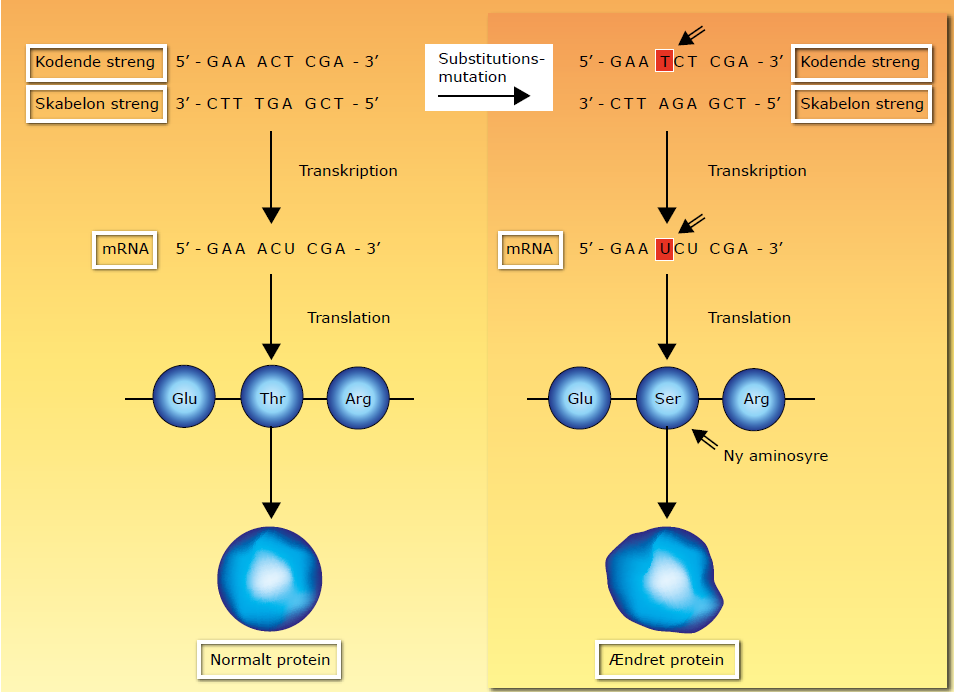 Kodende streng
5’ - GAA ACT CGA - 3’
Skabelon streng
3’ - CTT TGA GCT - 5’
Transkription
mRNA
5’ - GAA ACU CGA - 3’
Translation
Glu
Thr
Arg
Normalt protein
Substitutions-
mutation
5’ - GAA TCT CGA - 3’
Kodende streng
3’ - CTT AGA GCT - 5’
Skabelon streng
Transkription
mRNA
5’ - GAA UCU CGA - 3’
Translation
Glu
Ser
Arg
Ny aminosyre
Ændret protein